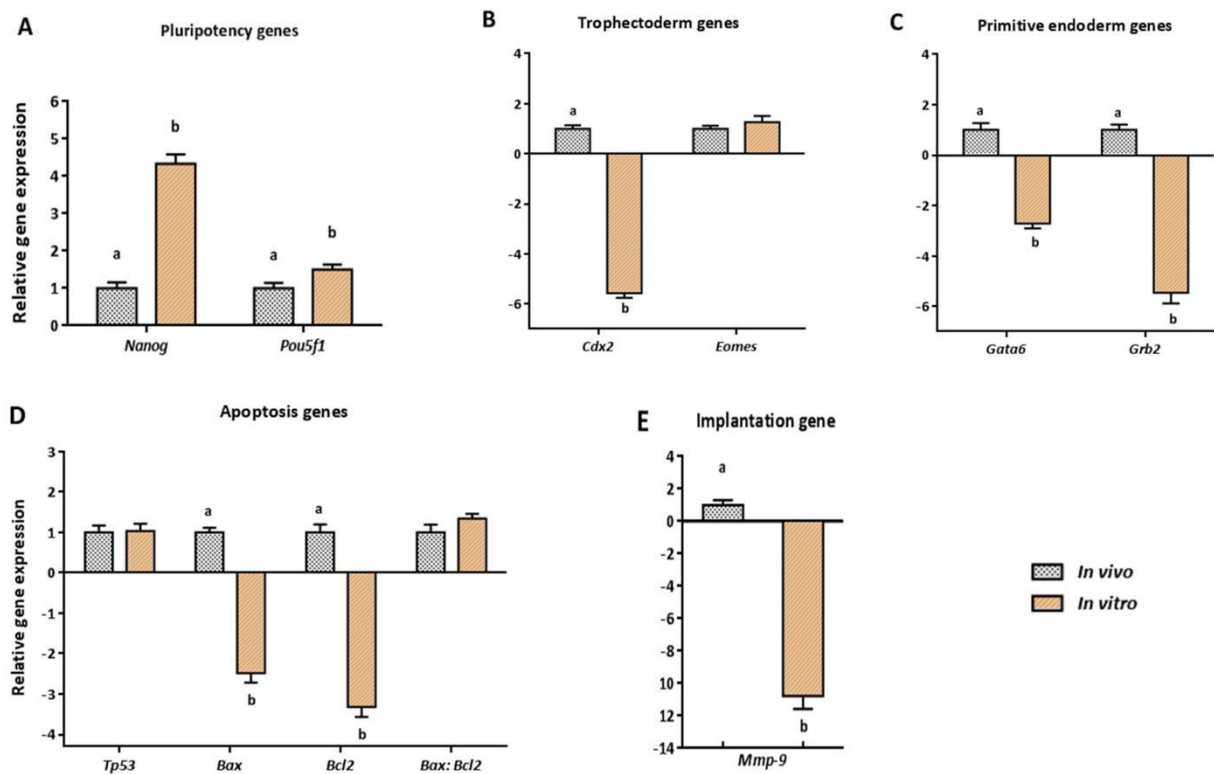 A
Pluripotency genes
Relative gene expression
6
5
4
3
2
1
0
a
b
a
b
Nanog
Pou5f1
B
Trophectoderm genes
4
2
0
-2
-4
-6
a
b
Cdx2
Eomes
C
Primitive endoderm genes
4
2
0
-2
-4
-6
a
b
a
b
Gata6
Grb2
D
Apoptosis genes
Relative gene expression
3
2
1
0
-1
-2
-3
-4
a
b
a
b
Tp53
Bax
Bcl2
Bax: Bcl2
E
Implantation gene
4
2
0
-2
-4
-6
-8
10
12
-14
a
b
Mmp-9
In vivo
In vitro